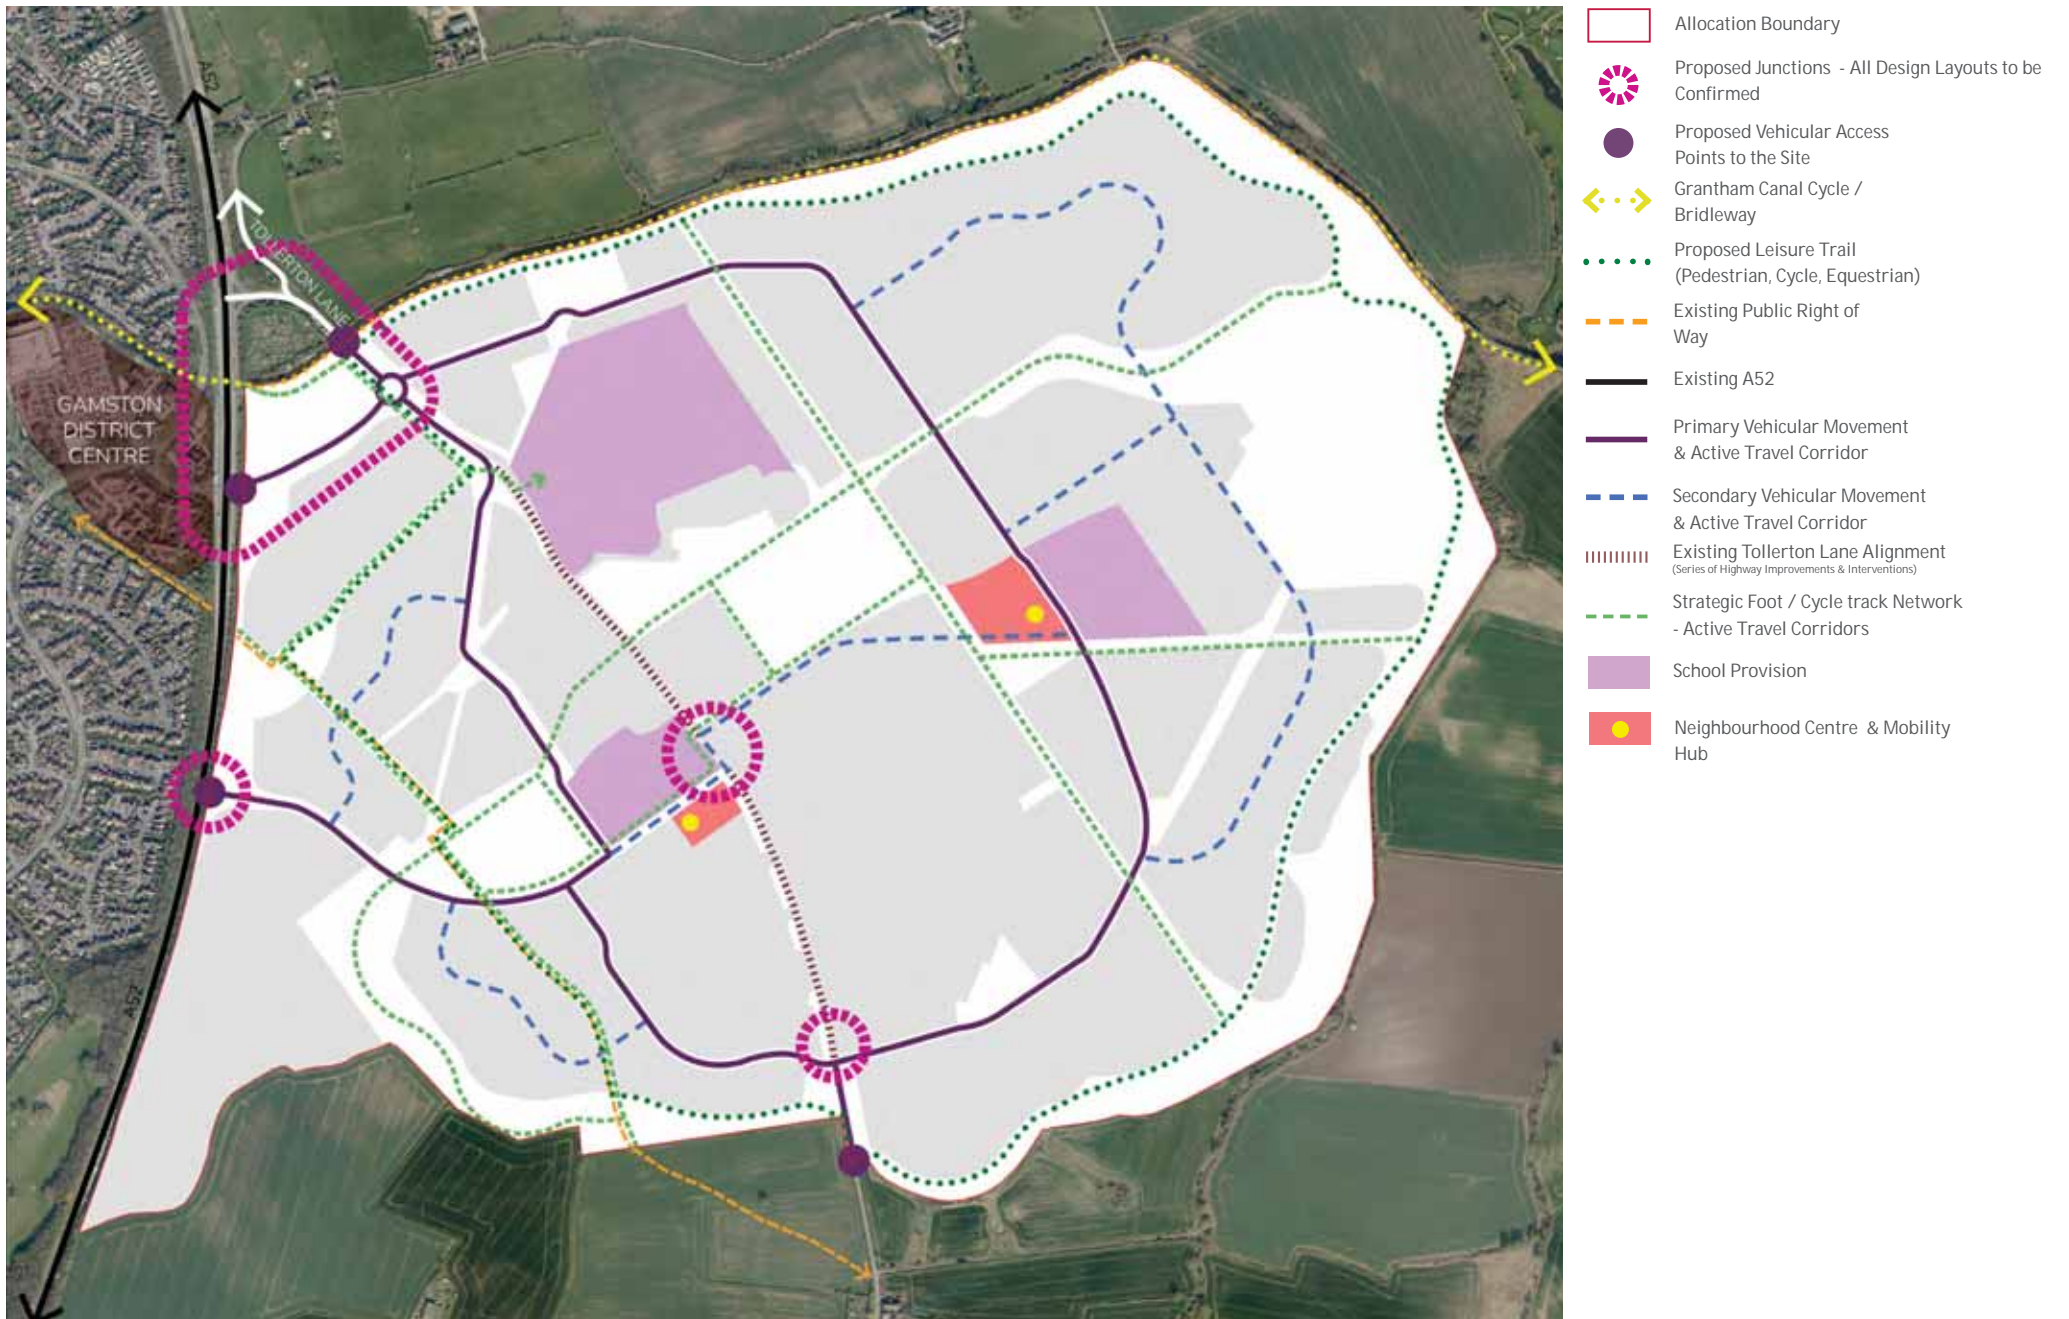 A52
TOLLERTON LANE
GAMSTON
DISTRICT
CENTRE
A52
Allocation Boundary
Proposed Junctions - All Design Layouts to be
Confirmed
Proposed Vehicular Access
Points to the Site
Grantham Canal Cycle /
Bridleway
Proposed Leisure Trail
(Pedestrian, Cycle, Equestrian)
Existing Public Right of
Way
Existing A52
Primary Vehicular Movement
& Active Travel Corridor
Secondary Vehicular Movement
& Active Travel Corridor
Existing Tollerton Lane Alignment
(Series of Highway Improvements & Interventions)
Strategic Foot / Cycle track Network
- Active Travel Corridors
School Provision
Neighbourhood Centre & Mobility
Hub